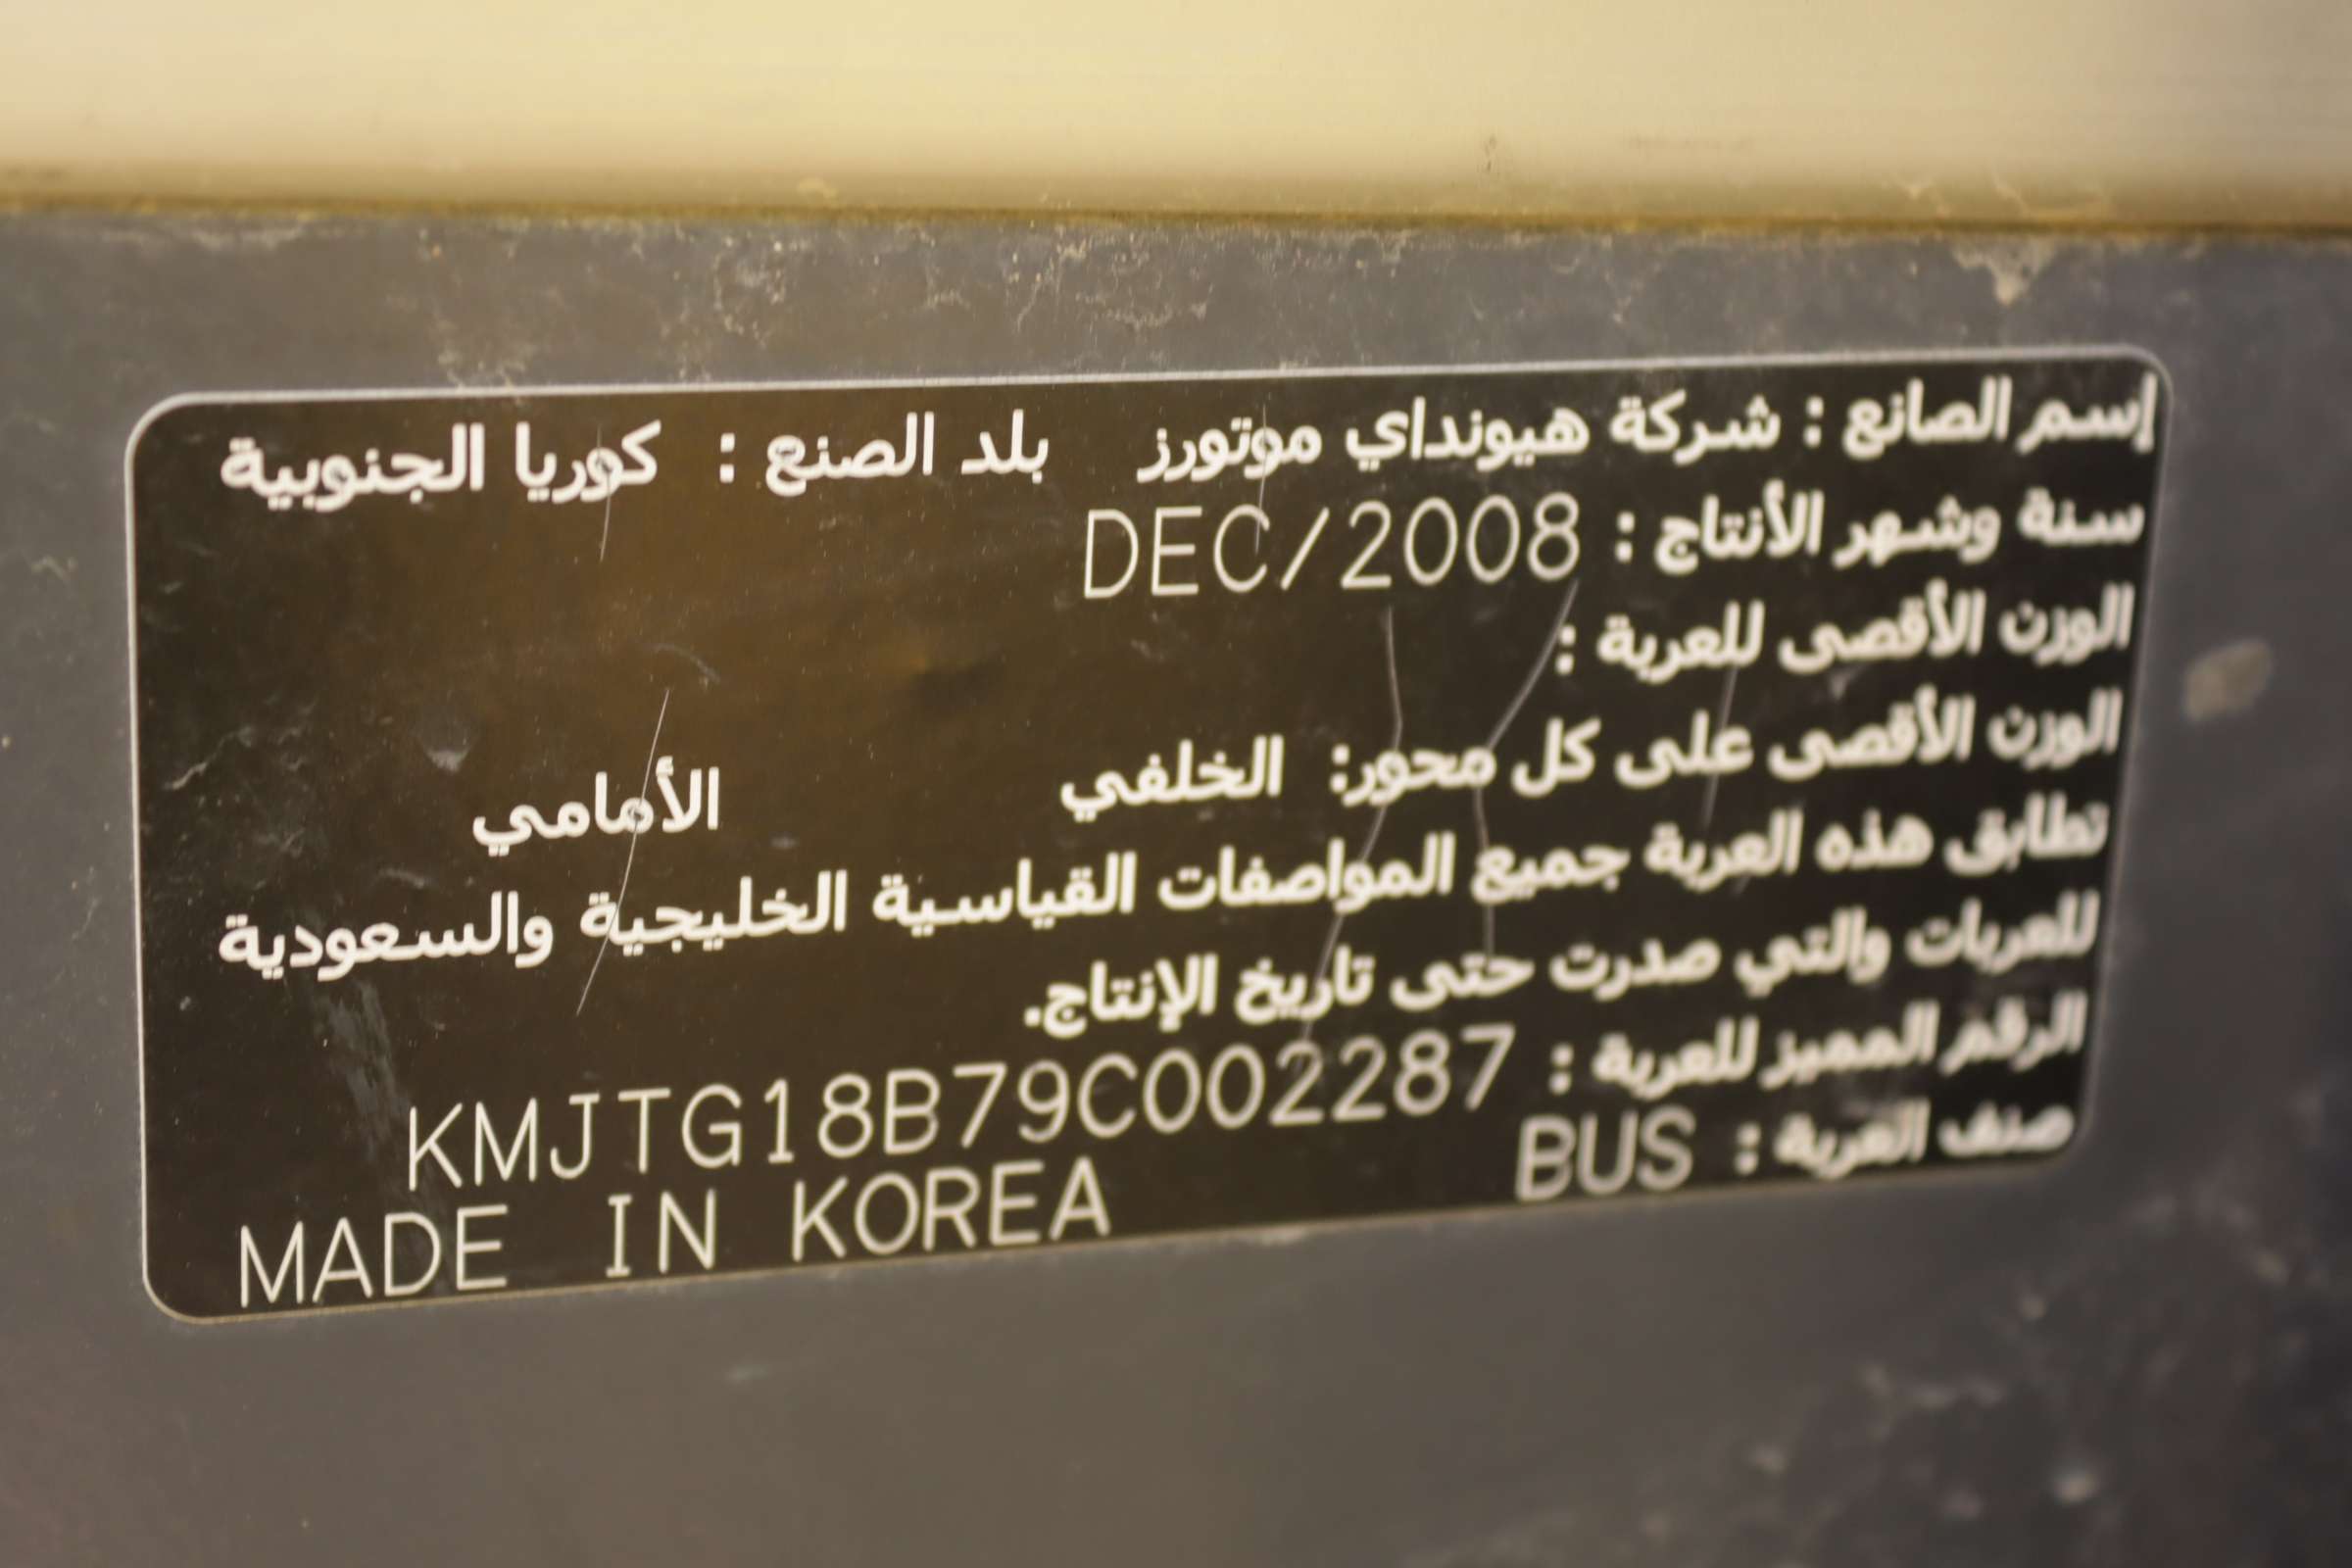 إسم الصانع : شركة هيونداي موتورز بلد الصنع : كوريا الجنوبية
سنة وشهر الأنتاج : DEC/2008
الوزن الأقصى للعربة :
الوزن الأقصى على كل محور: الخلفي الأمامي
تطابق هذه العربة جميع المواصفات القياسية الخليجية والسعودية
للعربات والتي صدرت حتى تاريخ الإنتاج.
الرقم المميز للعربة : KMJTG18B79C002287
صنف العربة : BUS MADE IN KOREA